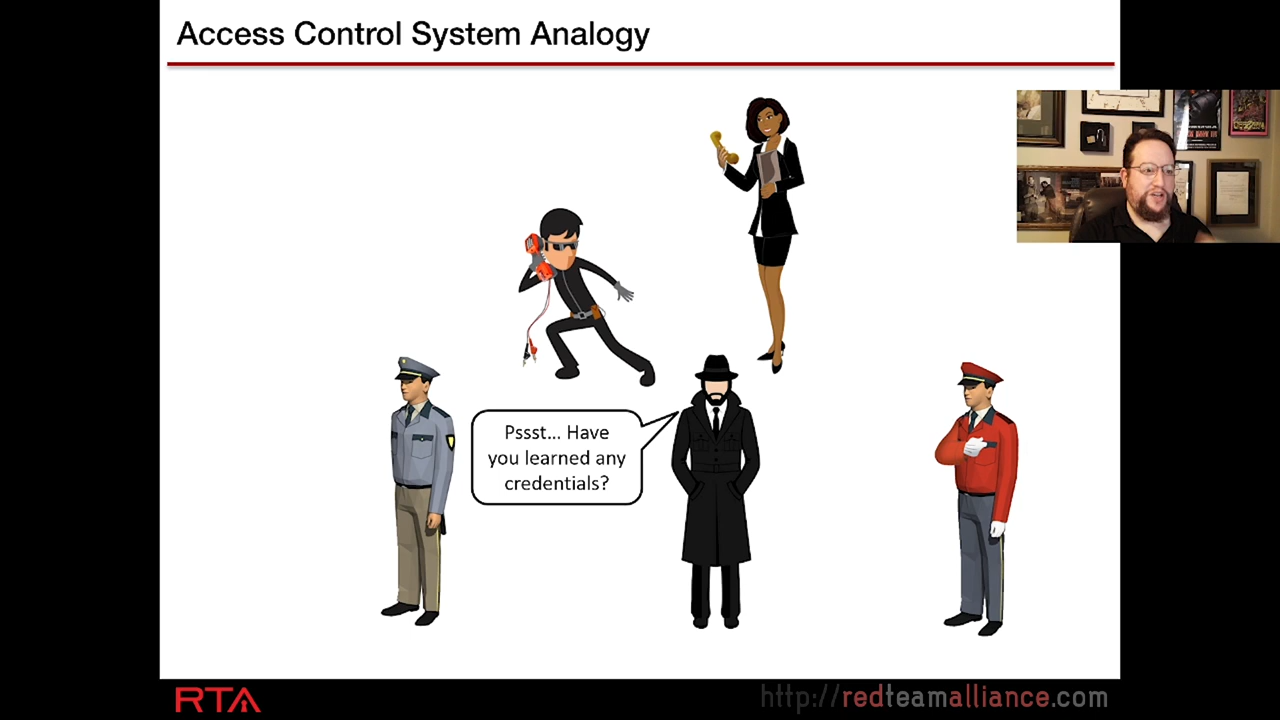 Access Control System Analogy
Pssst... Have
you learned any
credentials?
RTA
http://redteamalliance.com